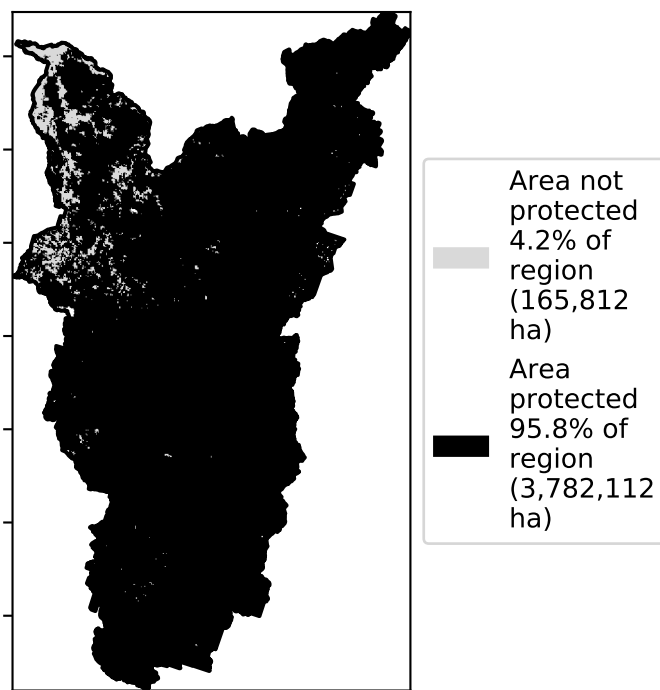 Area not
protected
4.2% of
region
(165,812
ha)
Area
protected
95.8% of
region
(3,782,112
ha)